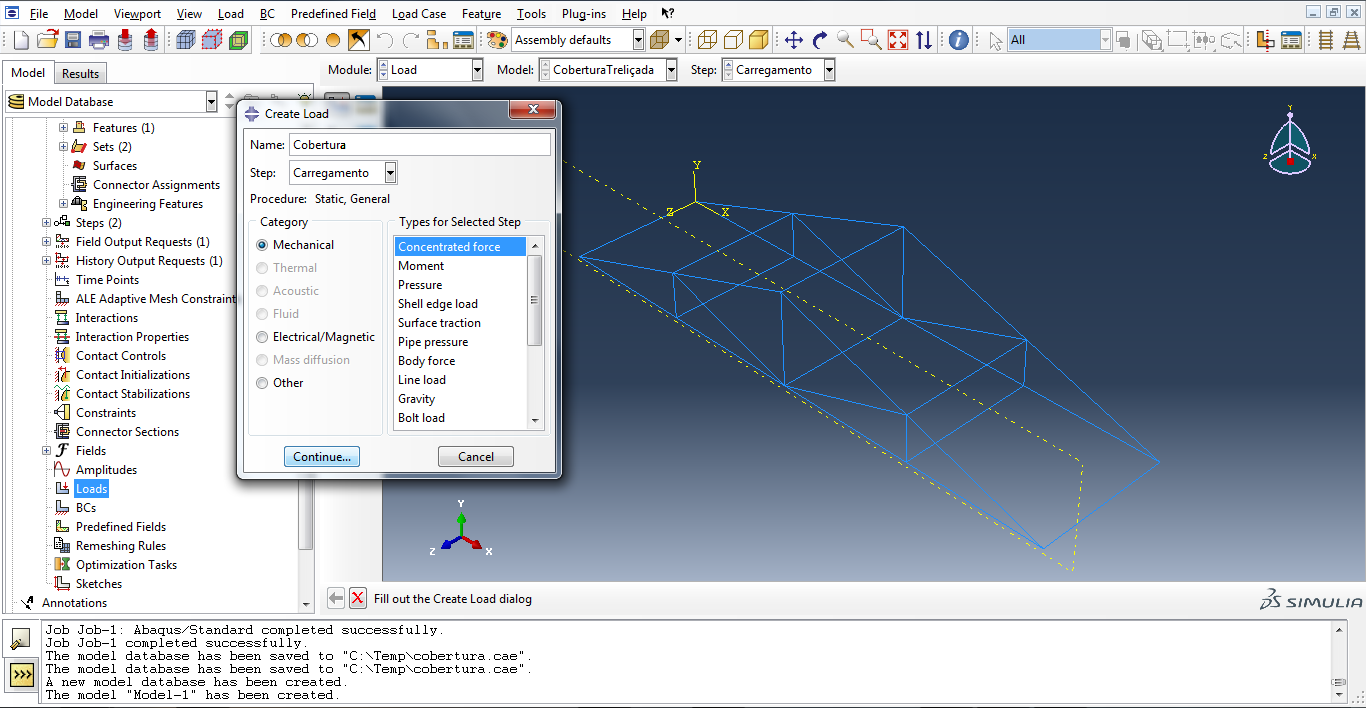 File Model Viewport View Load BC Predefined Field Load Case Feature Tools Plug-ins Help
Assembly defaults All
Model Results Module: Load Model: CoberturaTreliçada Step: Carregamento
Model Database
Features (1)
Sets (2)
Surfaces
Connector Assignments
Engineering Features
Steps (2)
Field Output Requests (1)
History Output Requests (1)
Time Points
ALE Adaptive Mesh Constraint
Interactions
Interaction Properties
Contact Controls
Contact Initializations
Contact Stabilizations
Constraints
Connector Sections
Fields
Amplitudes
Loads
BCs
Predefined Fields
Remeshing Rules
Optimization Tasks
Sketches
Annotations
Create Load
Name: Cobertura
Step: Carregamento
Procedure: Static, General
Category
Mechanical
Thermal
Acoustic
Fluid
Electrical/Magnetic
Mass diffusion
Other
Types for Selected Step
Concentrated force
Moment
Pressure
Shell edge load
Surface traction
Pipe pressure
Body force
Line load
Gravity
Bolt load
Continue... Cancel
Y
Z X
Y
Z X
Y
Z X
Fill out the Create Load dialog
SIMULIA
Job Job-1: Abaqus/Standard completed successfully.
Job Job-1 completed successfully.
The model database has been saved to "C:\Temp\cobertura.cae".
The model database has been saved to "C:\Temp\cobertura.cae".
A new model database has been created.
The model "Model-1" has been created.